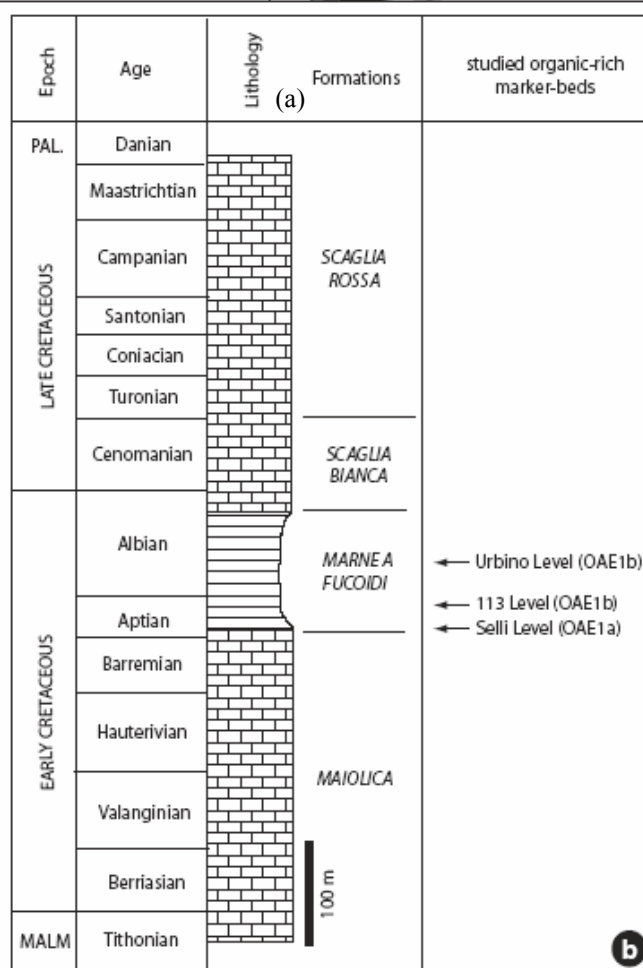 Epoch
Age
Lithology
(a)
Formations
studied organic-rich
marker-beds
PAL.
Danian
Maastrichtian
LATE CRETACEOUS
Campanian
SCAGLIA
ROSSA
Santonian
Coniacian
Turonian
Cenomanian
SCAGLIA
BIANCA
EARLY CRETACEOUS
Albian
MARNE A
FUCOIDI
Urbino Level (OAE1b)
113 Level (OAE1b)
Aptian
Selli Level (OAE1a)
Barremian
Hauterivian
MAIOLICA
Valanginian
Berriasian
100 m
MALM
Tithonian
b